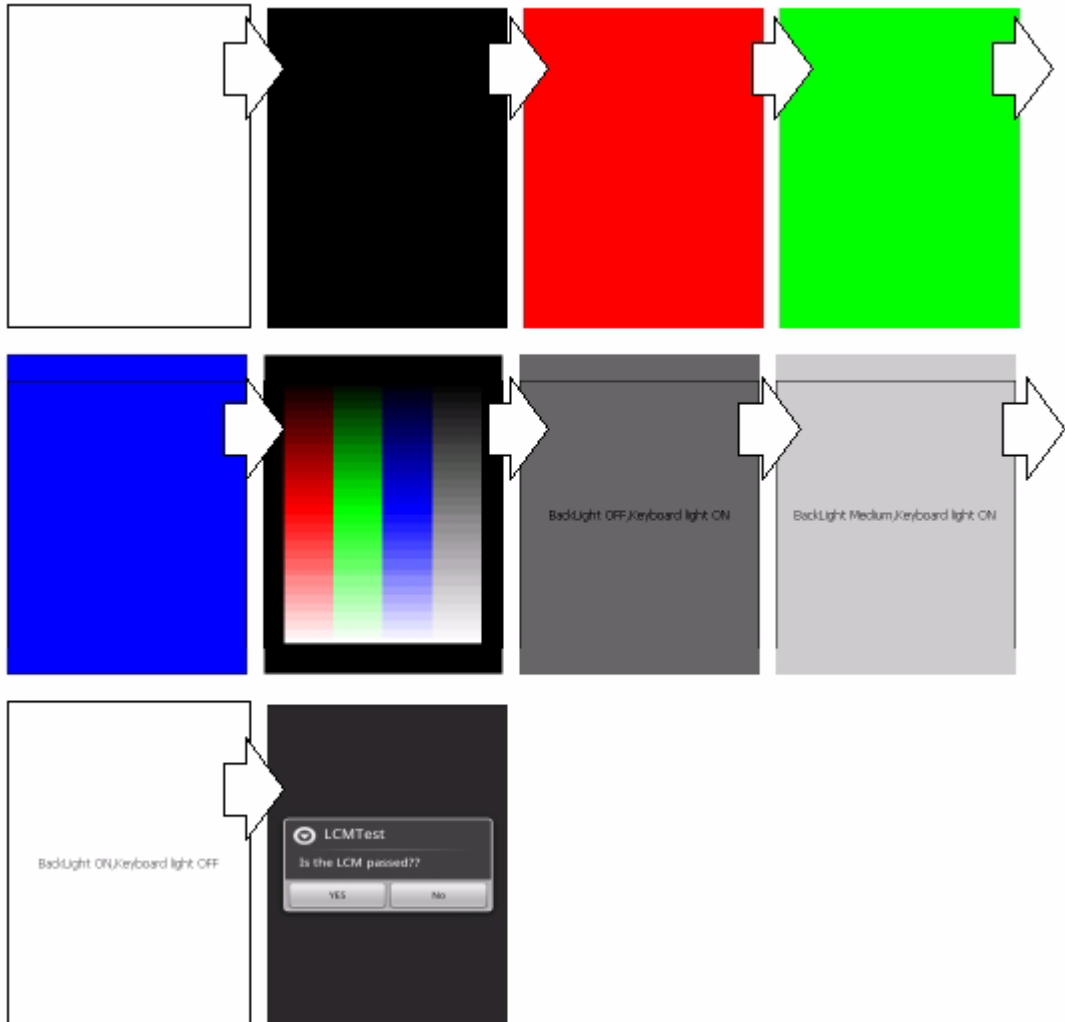 BackLight OFF,Keyboard light ON
BackLight Medium,Keyboard light ON
BackLight ON,Keyboard light OFF
LCMTest
Is the LCM passed??
YES
No